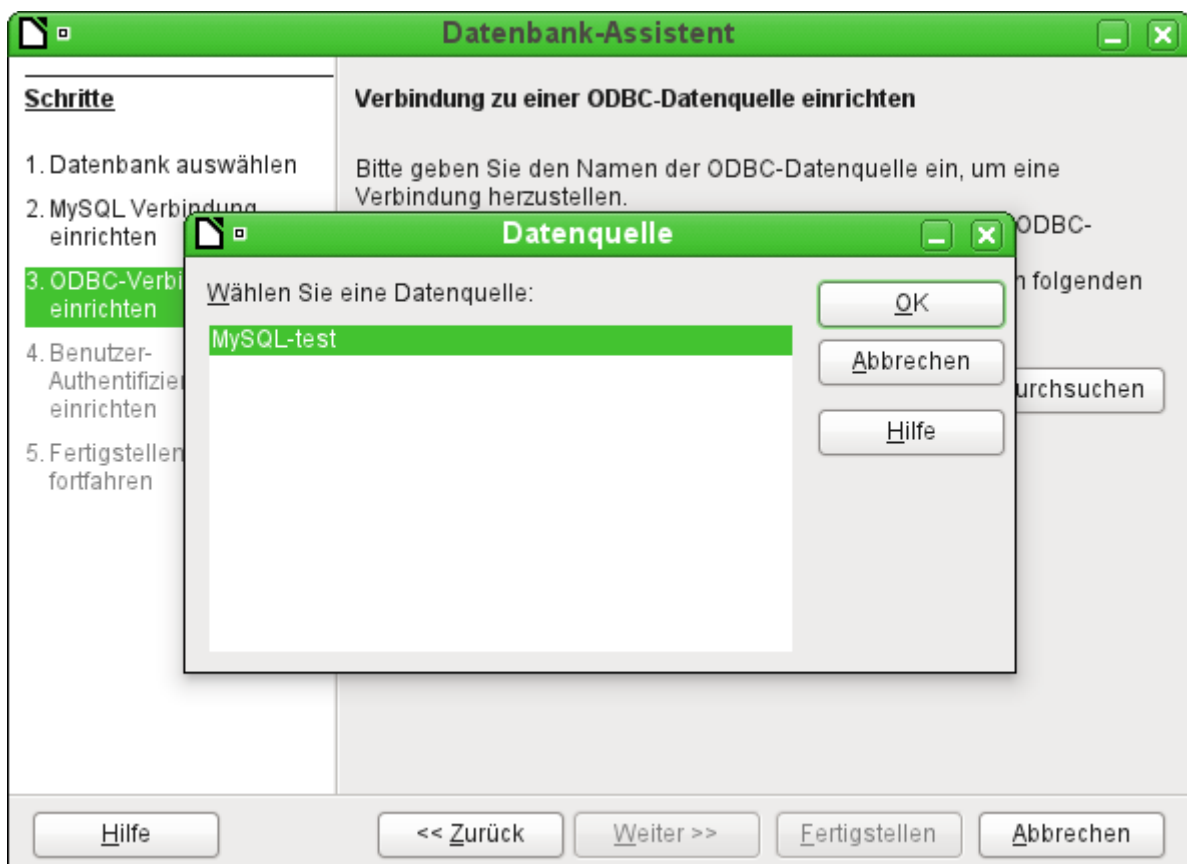 Datenbank-Assistent
Schritte
1. Datenbank auswählen
2. MySQL Verbindung
einrichten
3. ODBC-Verbi
einrichten
4. Benutzer-
Authentifizier
einrichten
5. Fertigstellen
fortfahren
Verbindung zu einer ODBC-Datenquelle einrichten
Bitte geben Sie den Namen der ODBC-Datenquelle ein, um eine
Verbindung herzustellen.
ODBC-
folgenden
urchsuchen
Datenquelle
Wählen Sie eine Datenquelle:
MySQL-test
OK
Abbrechen
Hilfe
Hilfe
<< Zurück
Weiter >>
Fertigstellen
Abbrechen